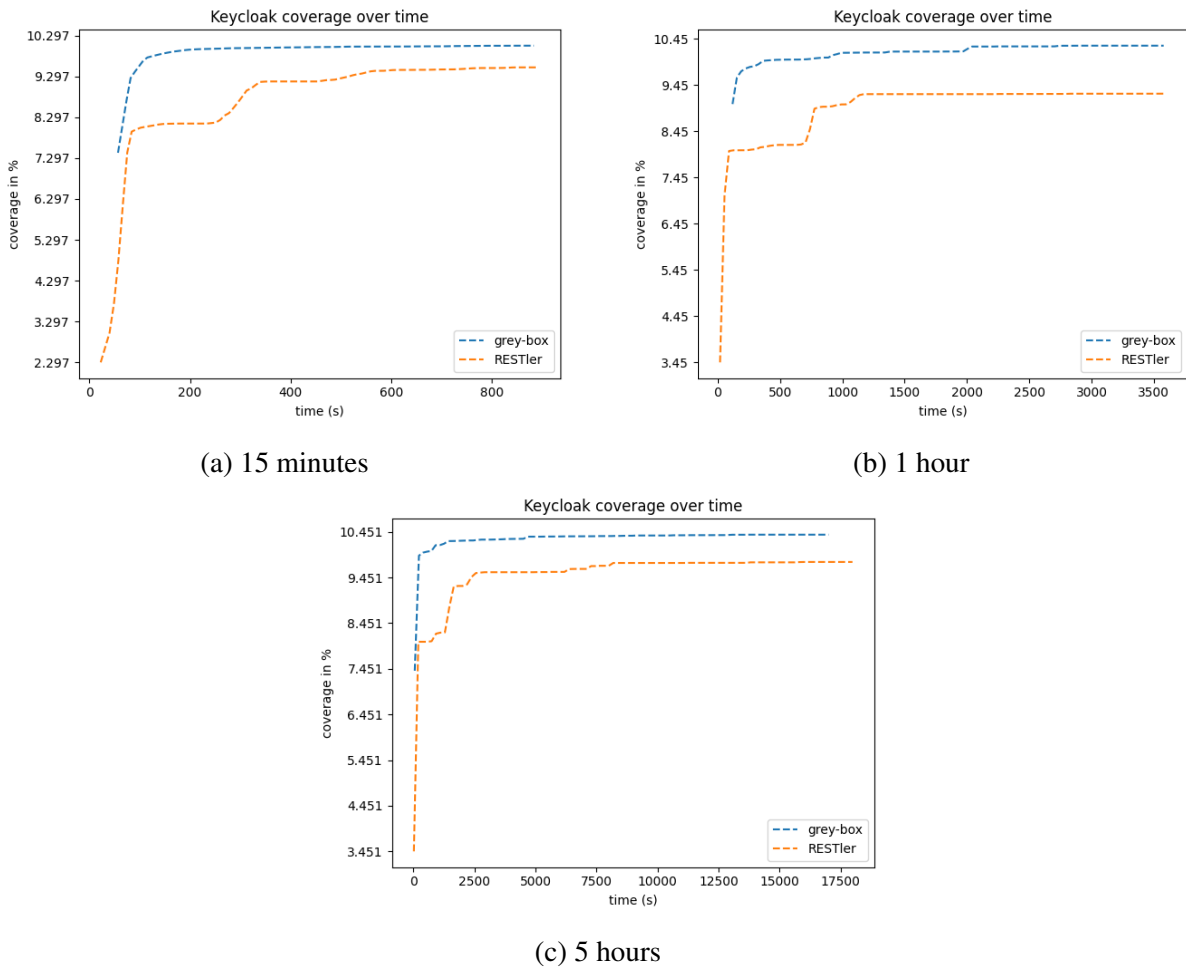 Keycloak coverage over time
10.297
9.297
8.297
7.297
6.297
5.297
4.297
3.297
2.297
coverage in %
0 200 400 600 800
time (s)
grey-box
RESTler
(a) 15 minutes
Keycloak coverage over time
10.45
9.45
8.45
7.45
6.45
5.45
4.45
3.45
coverage in %
0 500 1000 1500 2000 2500 3000 3500
time (s)
grey-box
RESTler
(b) 1 hour
Keycloak coverage over time
10.451
9.451
8.451
7.451
6.451
5.451
4.451
3.451
coverage in %
0 2500 5000 7500 10000 12500 15000 17500
time (s)
grey-box
RESTler
(c) 5 hours